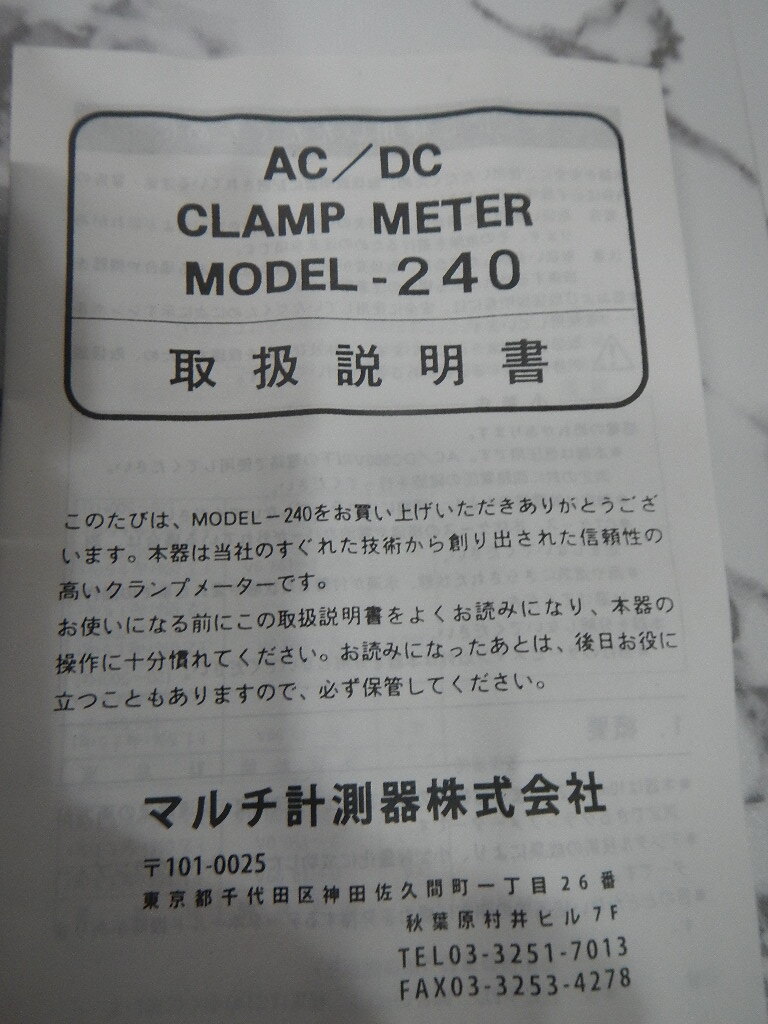 AC／DC
CLAMP METER
MODEL-240
取扱説明書
このたびは、MODEL－240をお買い上げいただきありがとうござ
います。本器は当社のすぐれた技術から創り出された信頼性の
高いクランプメーターです。
お使いになる前にこの取扱説明書をよくお読みになり、本器の
操作に十分慣れてください。お読みになったあとは、後日お役に
立つこともありますので、必ず保管してください。
マルチ計測器株式会社
〒101-0025
東京都千代田区神田佐久間町一丁目26番
秋葉原村井ビル7F
TEL03-3251-7013
FAX03-3253-4278